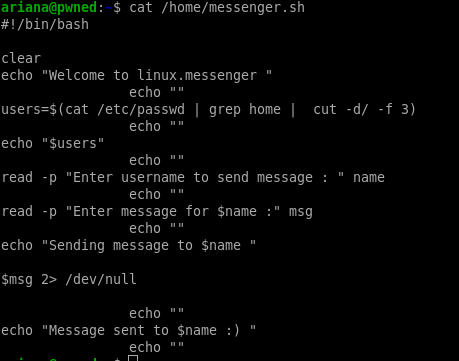 ariana@pwned:~$ cat /home/messenger.sh
#!/bin/bash
clear
echo "Welcome to linux.messenger "
echo ""
users=$(cat /etc/passwd | grep home |  cut -d/ -f 3)
echo ""
echo "$users"
echo ""
read -p "Enter username to send message : " name
echo ""
read -p "Enter message for $name :" msg
echo ""
echo "Sending message to $name "
$msg 2> /dev/null
echo ""
echo "Message sent to $name :) "
echo ""
ariana@pwned:~$